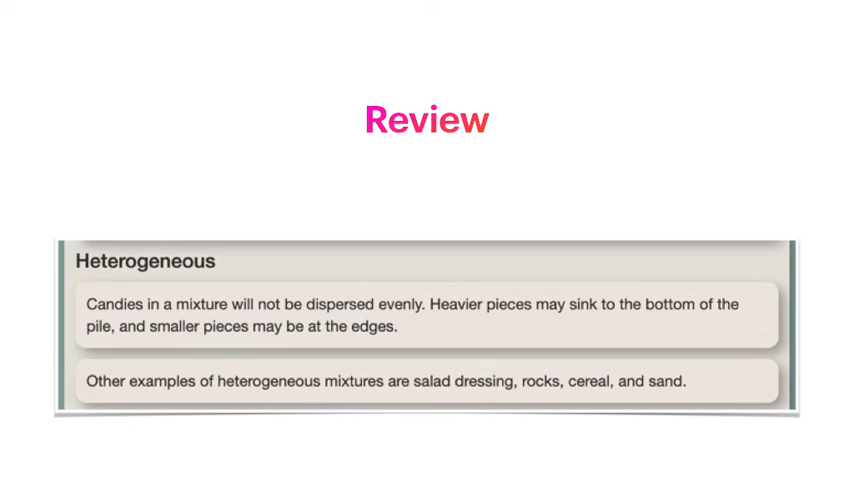 Review
Heterogeneous
Candies in a mixture will not be dispersed evenly. Heavier pieces may sink to the bottom of the
pile, and smaller pieces may be at the edges.
Other examples of heterogeneous mixtures are salad dressing, rocks, cereal, and sand.